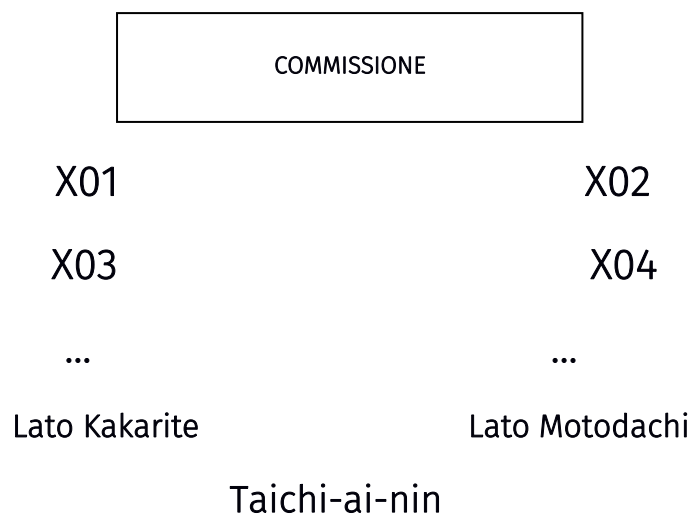 COMMISSIONE
X01 X02
X03 X04
... ...
Lato Kakarite Lato Motodachi
Taichi-ai-nin